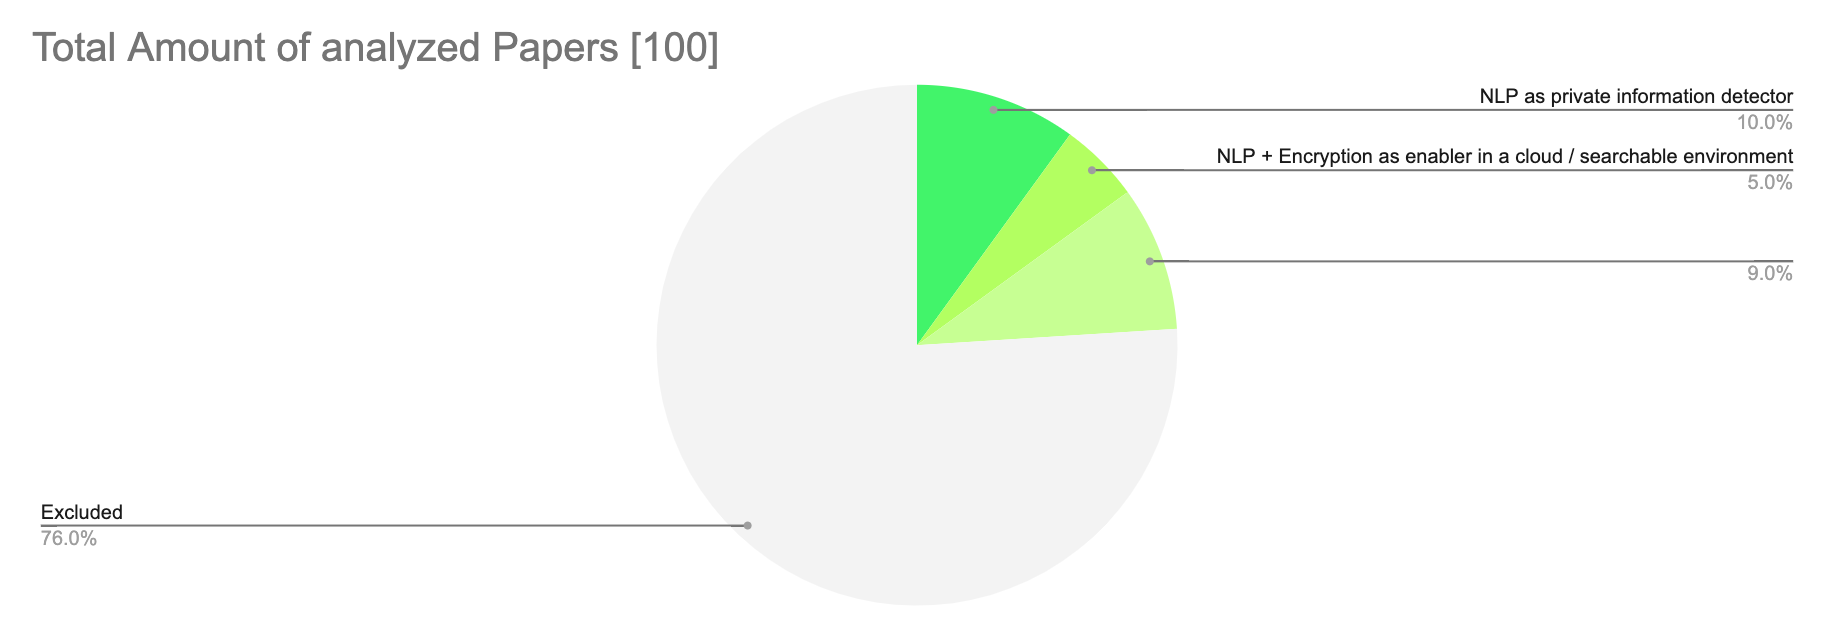 Total Amount of analyzed Papers [100]
NLP as private information detector
10.0%
NLP + Encryption as enabler in a cloud / searchable environment
5.0%
9.0%
Excluded
76.0%